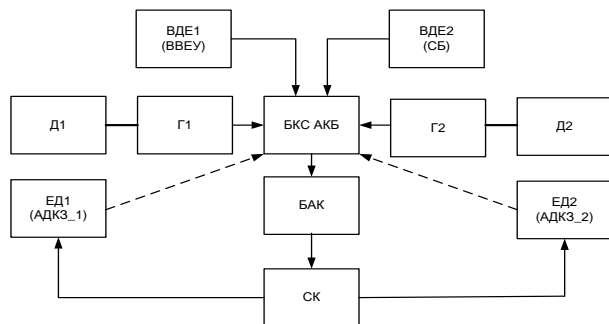 ВДЕ1
(ВВЕУ)
ВДЕ2
(СБ)
Д1
Г1
БКС АКБ
Г2
Д2
ЕД1
(АДКЗ_1)
БАК
ЕД2
(АДКЗ_2)
СК